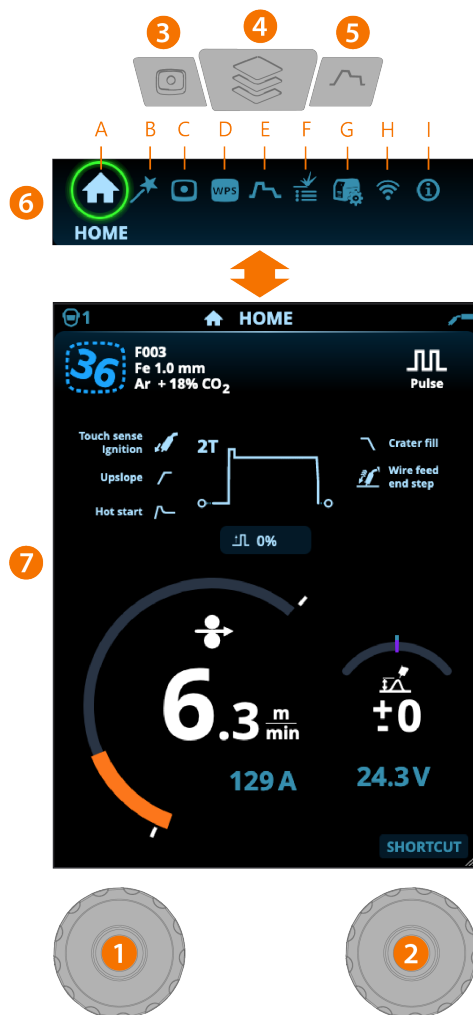 3
4
5
A B C D E F G H I
WPS
6
HOME
1 HOME
36
F003
Fe 1.0 mm
Ar + 18% CO₂
Pulse
Touch sense
Ignition
2T
Crater fill
Upslope
Wire feed
end step
Hot start
0%
7
6.3 m/min
±0
129 A
24.3 V
SHORTCUT
1
2